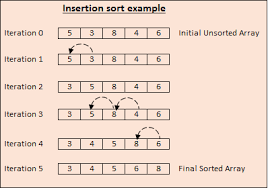 Insertion sort example
Iteration 0 5 3 8 4 6 Initial Unsorted Array
Iteration 1 5 3 8 4 6
Iteration 2 3 5 8 4 6
Iteration 3 3 5 8 4 6
Iteration 4 3 4 5 8 6
Iteration 5 3 4 5 6 8 Final Sorted Array